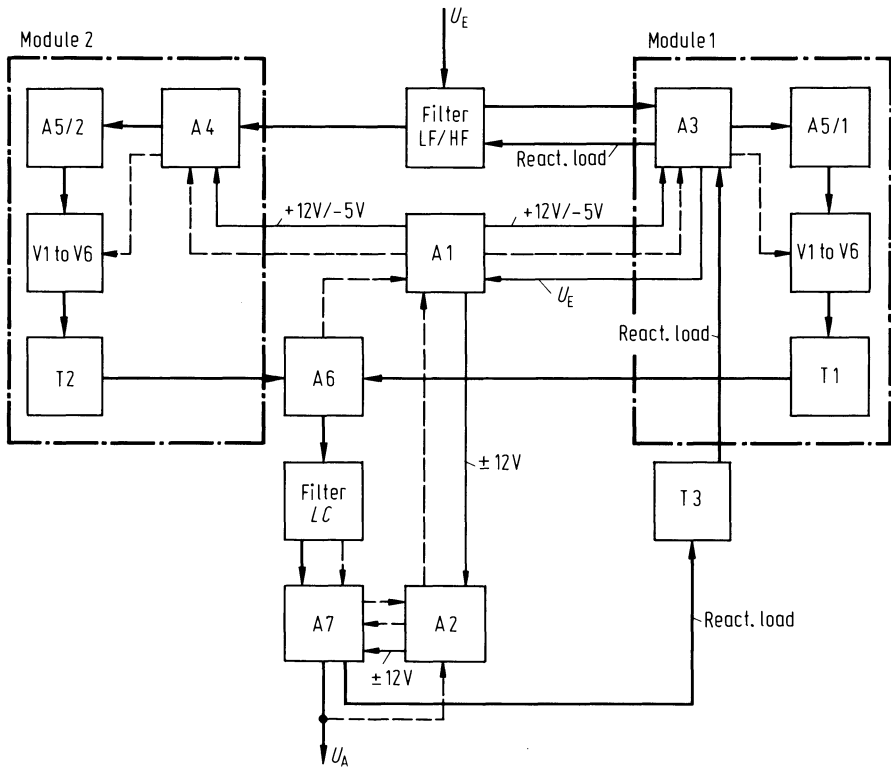 U_E
Module 2
Module 1
A5/2
A4
Filter
LF/HF
A3
A5/1
React. load
+12V/-5V
+12V/-5V
V1 to V6
A1
V1 to V6
U_E
React. load
T2
A6
T1
±12V
Filter
LC
T3
A7
A2
React. load
±12V
U_A